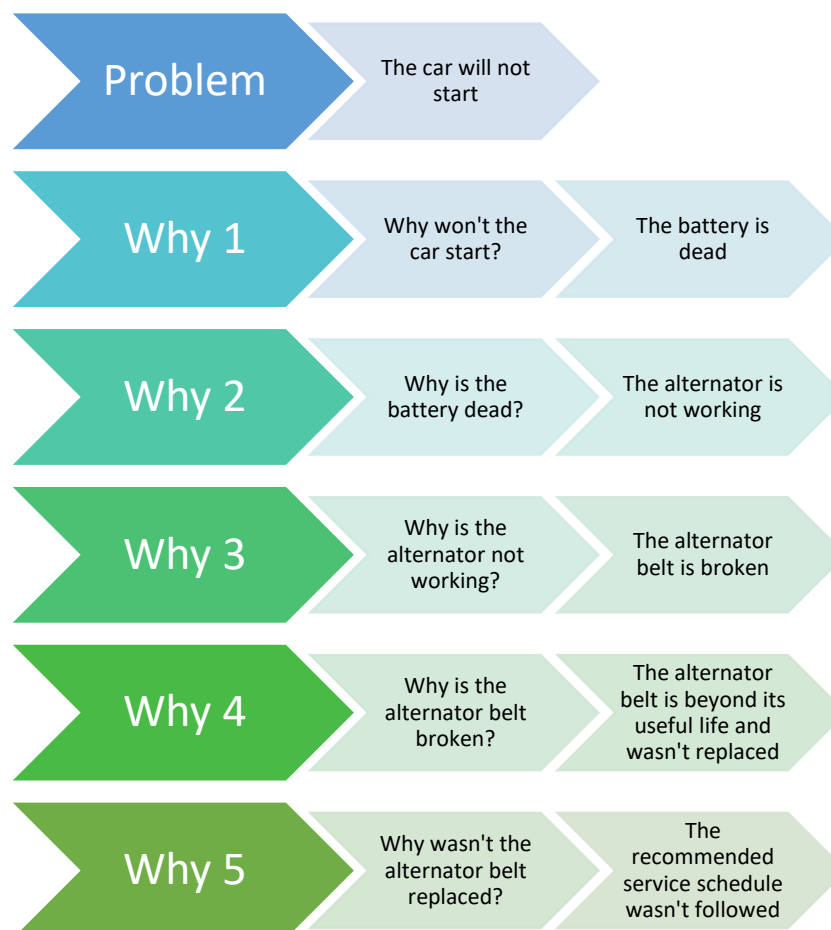 Problem
The car will not
start
Why 1
Why won't the
car start?
The battery is
dead
Why 2
Why is the
battery dead?
The alternator is
not working
Why 3
Why is the
alternator not
working?
The alternator
belt is broken
Why 4
Why is the
alternator belt
broken?
The alternator
belt is beyond its
useful life and
wasn't replaced
Why 5
Why wasn't the
alternator belt
replaced?
The
recommended
service schedule
wasn't followed